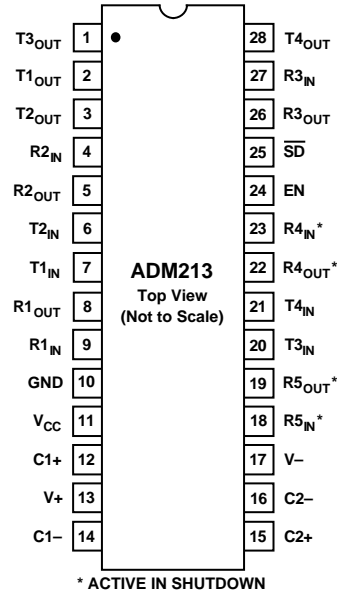 T3OUT 1 28 T4OUT
T1OUT 2 27 R3IN
T2OUT 3 26 R3OUT
R2IN 4 25 S̅D̅
R2OUT 5 24 EN
T2IN 6 23 R4IN*
T1IN 7 22 R4OUT*
R1OUT 8 21 T4IN
R1IN 9 20 T3IN
GND 10 19 R5OUT*
VCC 11 18 R5IN*
C1+ 12 17 V–
V+ 13 16 C2–
C1– 14 15 C2+
ADM213
Top View
(Not to Scale)
* ACTIVE IN SHUTDOWN